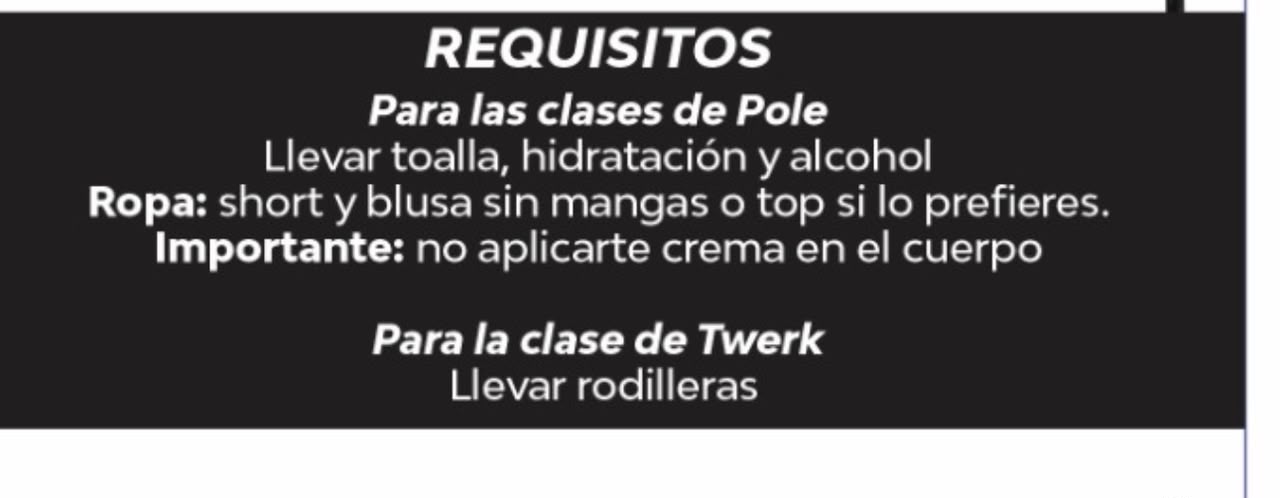 REQUISITOS
Para las clases de Pole
Llevar toalla, hidratación y alcohol
Ropa: short y blusa sin mangas o top si lo prefieres.
Importante: no aplicarte crema en el cuerpo
Para la clase de Twerk
Llevar rodilleras